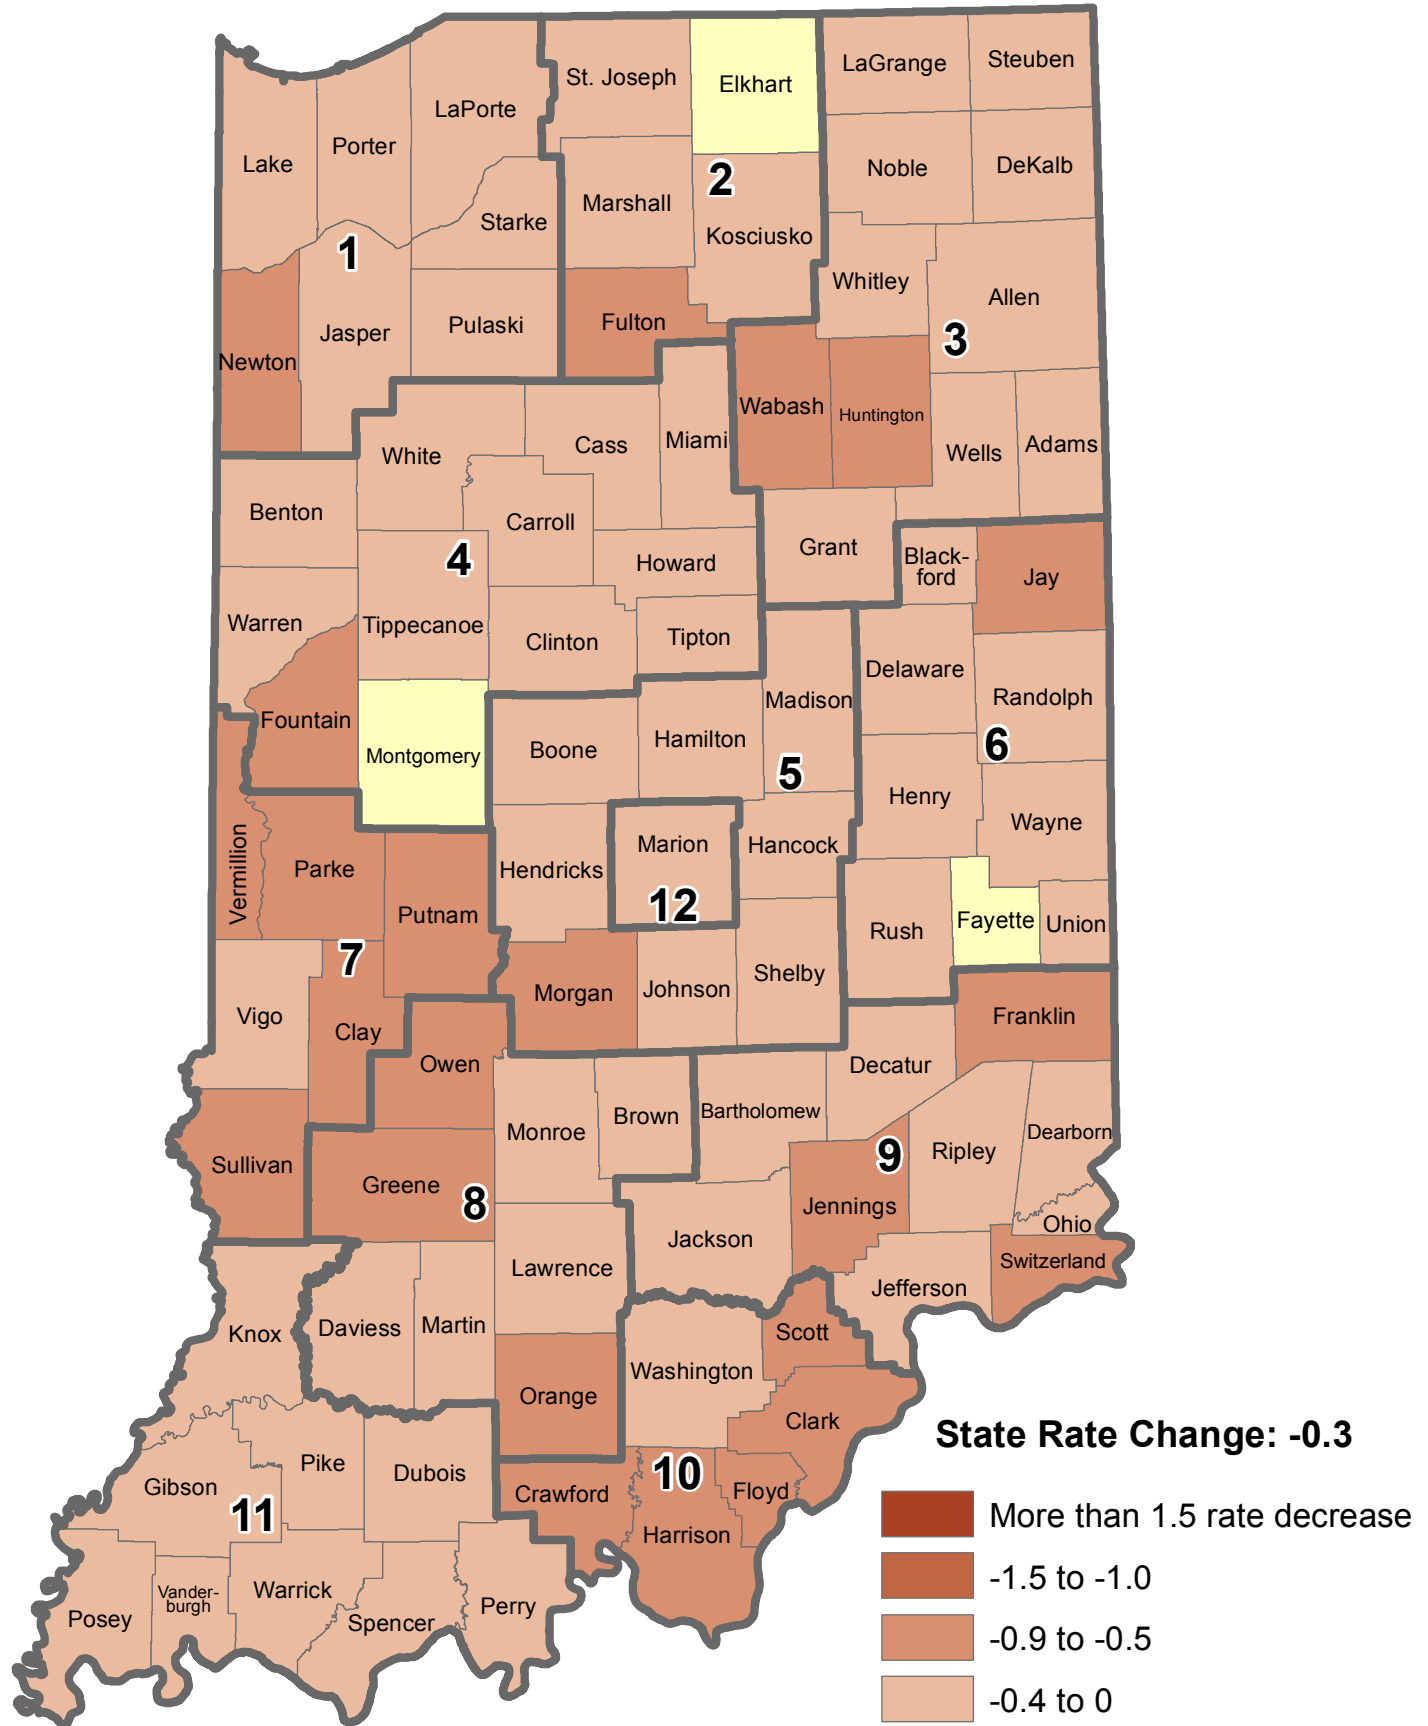 St. Joseph
Elkhart
LaGrange
Steuben
LaPorte
Porter
Lake
Noble
DeKalb
2
Marshall
Starke
Kosciusko
1
Whitley
Allen
Jasper
Pulaski
Fulton
3
Newton
Wabash
Huntington
White
Cass
Miami
Wells
Adams
Benton
Carroll
4
Howard
Grant
Black-
ford
Jay
Warren
Tippecanoe
Clinton
Tipton
Delaware
Fountain
Montgomery
Boone
Hamilton
Madison
Randolph
5
6
Henry
Wayne
Vermillion
Parke
Putnam
Hendricks
Marion
12
Hancock
Rush
Fayette
Union
7
Vigo
Clay
Morgan
Johnson
Shelby
Franklin
Owen
Decatur
Monroe
Brown
Bartholomew
Dearborn
Sullivan
Greene
8
9
Ripley
Jennings
Jackson
Ohio
Switzerland
Lawrence
Jefferson
Knox
Daviess
Martin
Scott
Washington
Orange
Clark
State Rate Change: -0.3
Gibson
Pike
Dubois
10
Crawford
Floyd
11
Harrison
More than 1.5 rate decrease
-1.5 to -1.0
Posey
Vander-
burgh
Warrick
Spencer
Perry
-0.9 to -0.5
-0.4 to 0